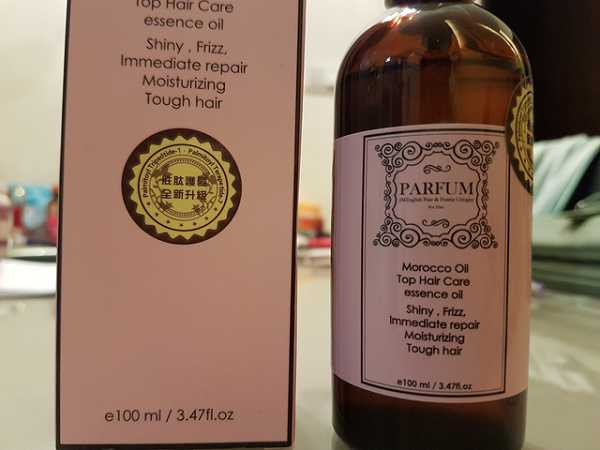 Top Hair Care
essence oil
Shiny , Frizz,
Immediate repair
Moisturizing
Tough hair
胜肽護髮
全新升級
e100 ml / 3.47fl.oz
PARFUM
Morocco Oil
Top Hair Care
essence oil
Shiny , Frizz,
Immediate repair
Moisturizing
Tough hair
e100 ml / 3.47fl.oz